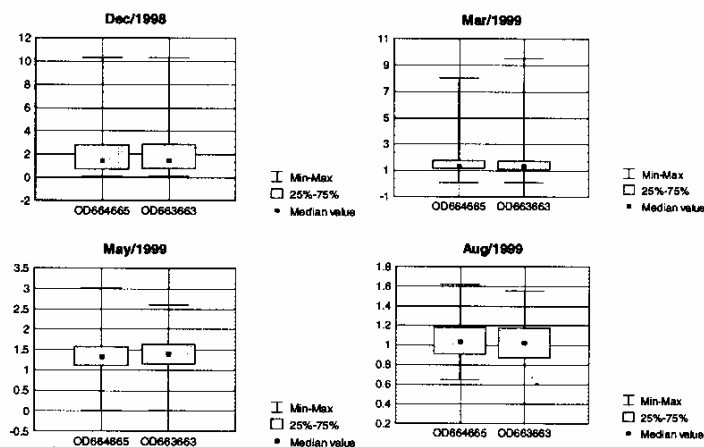 Dec/1998
12
10
8
6
4
2
0
-2
OD664665 OD663663
Min-Max
25%-75%
Median value
Mar/1999
11
9
7
5
3
1
-1
OD664665 OD663663
Min-Max
25%-75%
Median value
May/1999
3.5
3
2.5
2
1.5
1
0.5
0
-0.5
OD664665 OD663663
Min-Max
25%-75%
Median value
Aug/1999
1.8
1.6
1.4
1.2
1.0
0.8
0.6
0.4
0.2
OD664665 OD663663
Min-Max
25%-75%
Median value